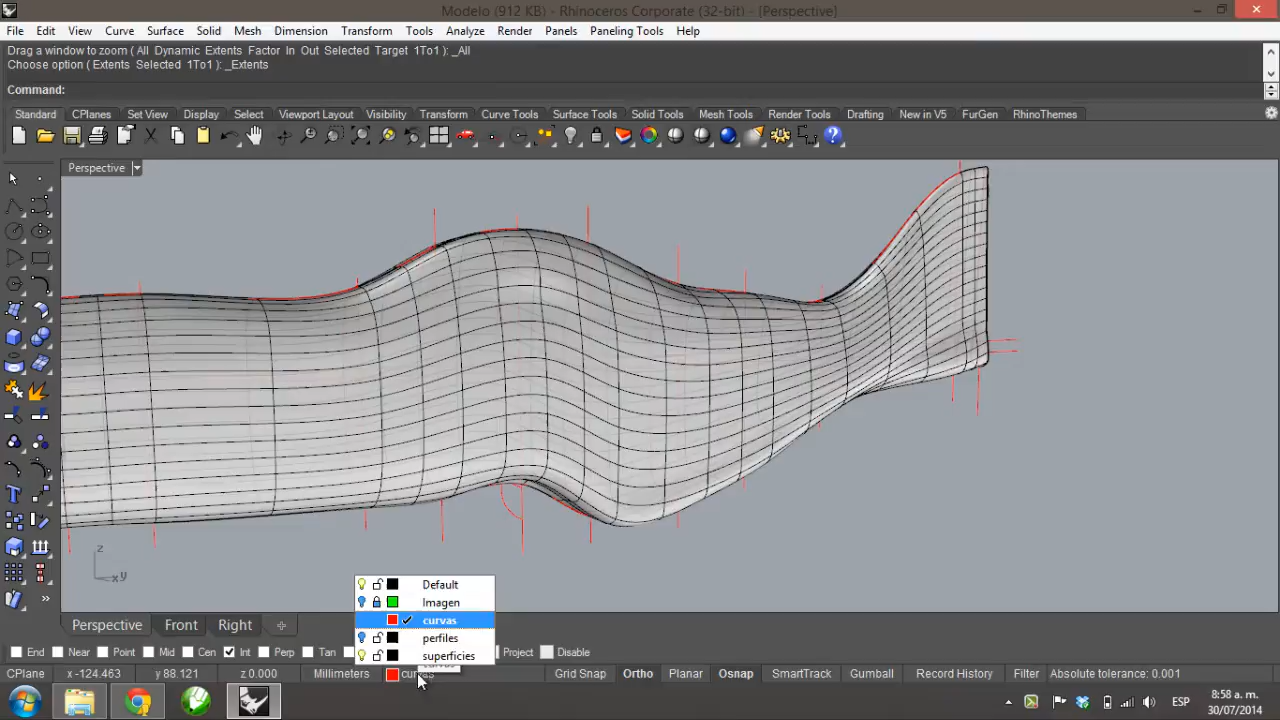 Modelo (912 KB) - Rhinoceros Corporate (32-bit) - [Perspective]
File Edit View Curve Surface Solid Mesh Dimension Transform Tools Analyze Render Panels Paneling Tools Help
Drag a window to zoom ( All Dynamic Extents Factor In Out Selected Target 1To1 ): _All
Choose option ( Extents Selected 1To1 ): _Extents
Command:
Standard CPlanes Set View Display Select Viewport Layout Visibility Transform Curve Tools Surface Tools Solid Tools Mesh Tools Render Tools Drafting New in V5 FurGen RhinoThemes
Perspective
z
xy
Default
Imagen
curvas
perfiles
superficies
Perspective Front Right
End Near Point Mid Cen Int Perp Tan Project Disable
CPlane x -124.463 y 88.121 z 0.000 Millimeters curvas Grid Snap Ortho Planar Osnap SmartTrack Gumball Record History Filter Absolute tolerance: 0.001
ESP
8:58 a. m.
30/07/2014